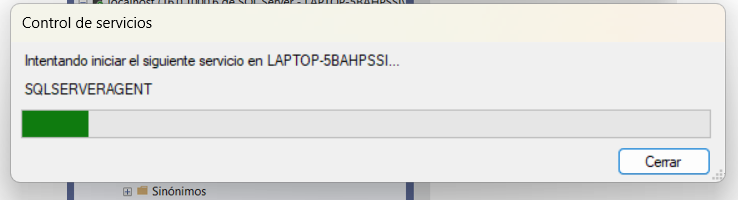 Control de servicios
Intentando iniciar el siguiente servicio en LAPTOP-5BAHPSSI...
SQLSERVERAGENT
Cerrar
Sinónimos